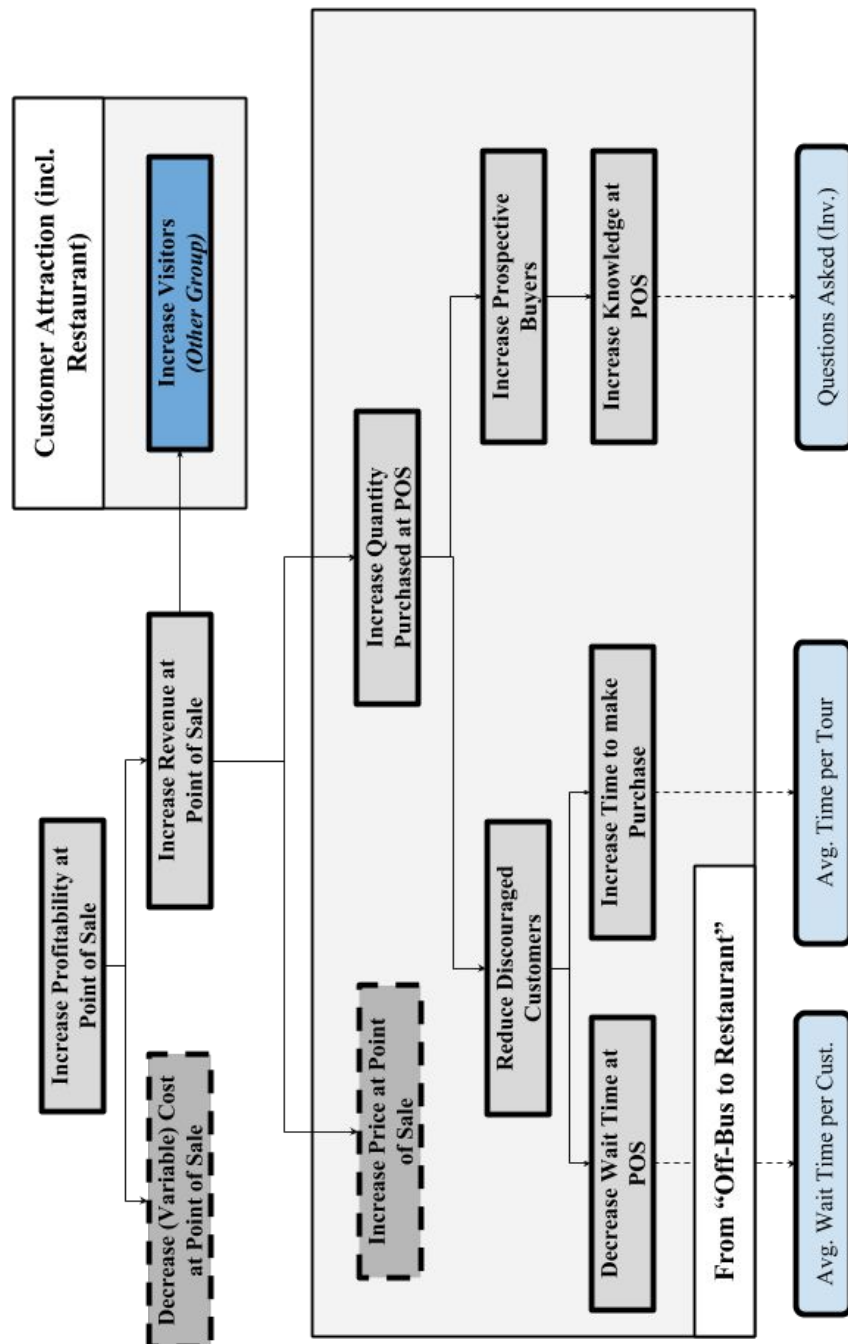 Customer Attraction (incl.
Restaurant)
Increase Visitors
(Other Group)
Increase Profitability at
Point of Sale
Decrease (Variable) Cost
at Point of Sale
Increase Revenue at
Point of Sale
Increase Price at Point
of Sale
Increase Quantity
Purchased at POS
Reduce Discouraged
Customers
Increase Prospective
Buyers
Decrease Wait Time at
POS
Increase Time to make
Purchase
Increase Knowledge at
POS
From “Off-Bus to Restaurant”
Avg. Wait Time per Cust.
Avg. Time per Tour
Questions Asked (Inv.)